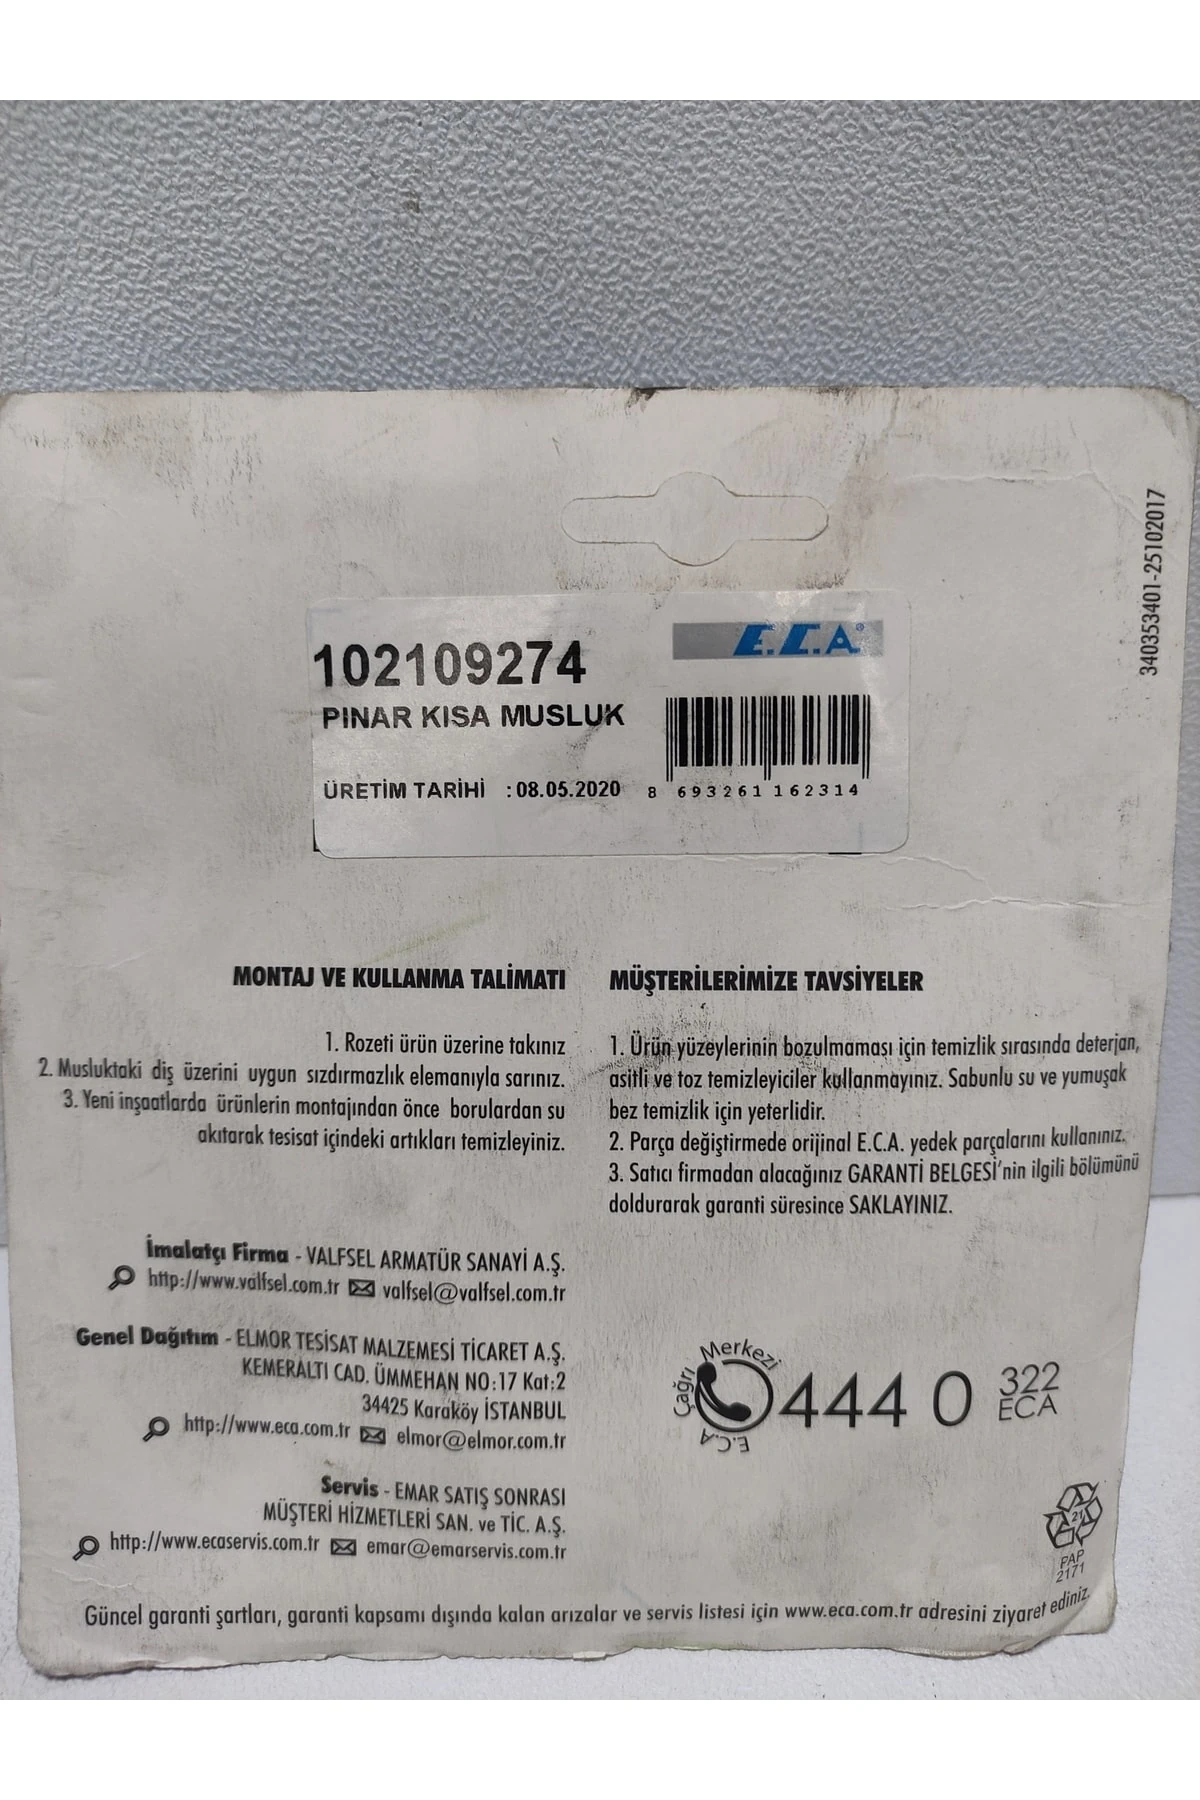 340353401-25102017
102109274
E.C.A®
PINAR KISA MUSLUK
ÜRETİM TARİHİ : 08.05.2020
8 693261 162314
MONTAJ VE KULLANMA TALİMATI
1. Rozeti ürün üzerine takınız
2. Musluktaki diş üzerini uygun sızdırmazlık elemanıyla sarınız.
3. Yeni inşaatlarda ürünlerin montajından önce borulardan su
akıtarak tesisat içindeki artıkları temizleyiniz.
MÜŞTERİLERİMİZE TAVSİYELER
1. Ürün yüzeylerinin bozulmaması için temizlik sırasında deterjan,
asitli ve toz temizleyiciler kullanmayınız. Sabunlu su ve yumuşak
bez temizlik için yeterlidir.
2. Parça değiştirmede orijinal E.C.A. yedek parçalarını kullanınız.
3. Satıcı firmadan alacağınız GARANTİ BELGESİ'nin ilgili bölümünü
doldurarak garanti süresince SAKLAYINIZ.
İmalatçı Firma - VALFSEL ARMATÜR SANAYİ A.Ş.
http://www.valfsel.com.tr valfsel@valfsel.com.tr
Genel Dağıtım - ELMOR TESİSAT MALZEMESİ TİCARET A.Ş.
KEMERALTI CAD. ÜMMEHAN NO:17 Kat:2
34425 Karaköy İSTANBUL
http://www.eca.com.tr elmor@elmor.com.tr
Servis - EMAR SATIŞ SONRASI
MÜŞTERİ HİZMETLERİ SAN. ve TİC. A.Ş.
http://www.ecaservis.com.tr emar@emarservis.com.tr
E.C.A Çağrı Merkezi
444 0 322
ECA
21
PAP
2171
Güncel garanti şartları, garanti kapsamı dışında kalan arızalar ve servis listesi için www.eca.com.tr adresini ziyaret ediniz.